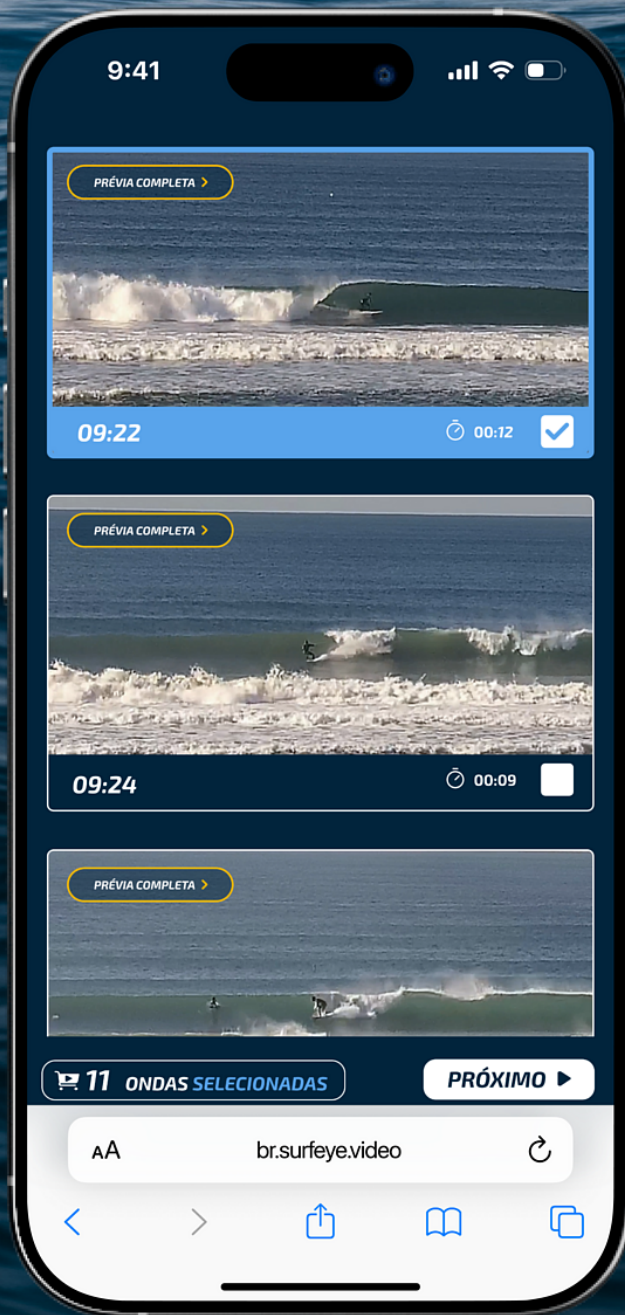 9:41
PRÉVIA COMPLETA >
09:22
00:12
PRÉVIA COMPLETA >
09:24
00:09
PRÉVIA COMPLETA >
11 ONDAS SELECIONADAS
PRÓXIMO
AA
br.surfeye.video